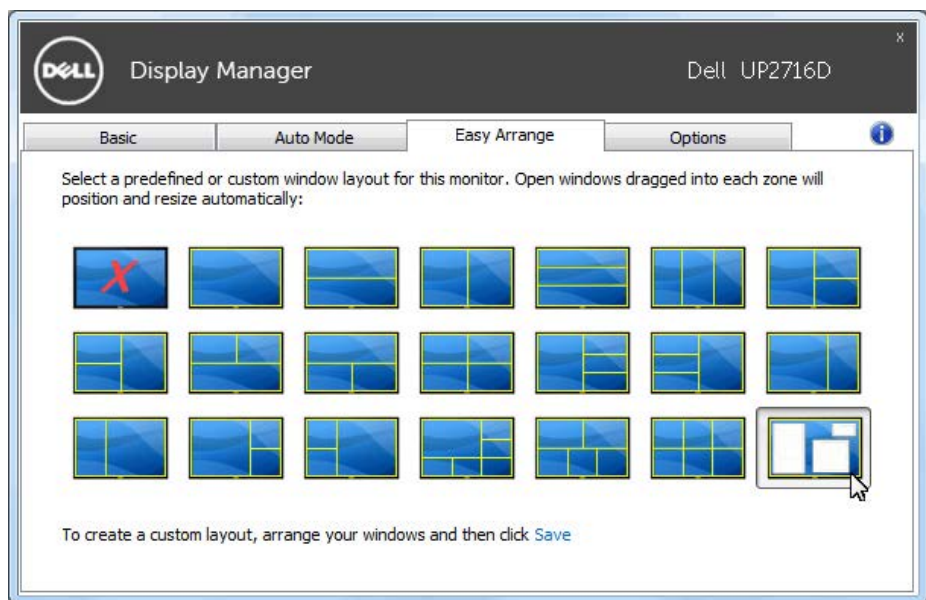 x
DELL
Display Manager
Dell UP2716D
Basic
Auto Mode
Easy Arrange
Options
i
Select a predefined or custom window layout for this monitor. Open windows dragged into each zone will
position and resize automatically:
X
To create a custom layout, arrange your windows and then click Save